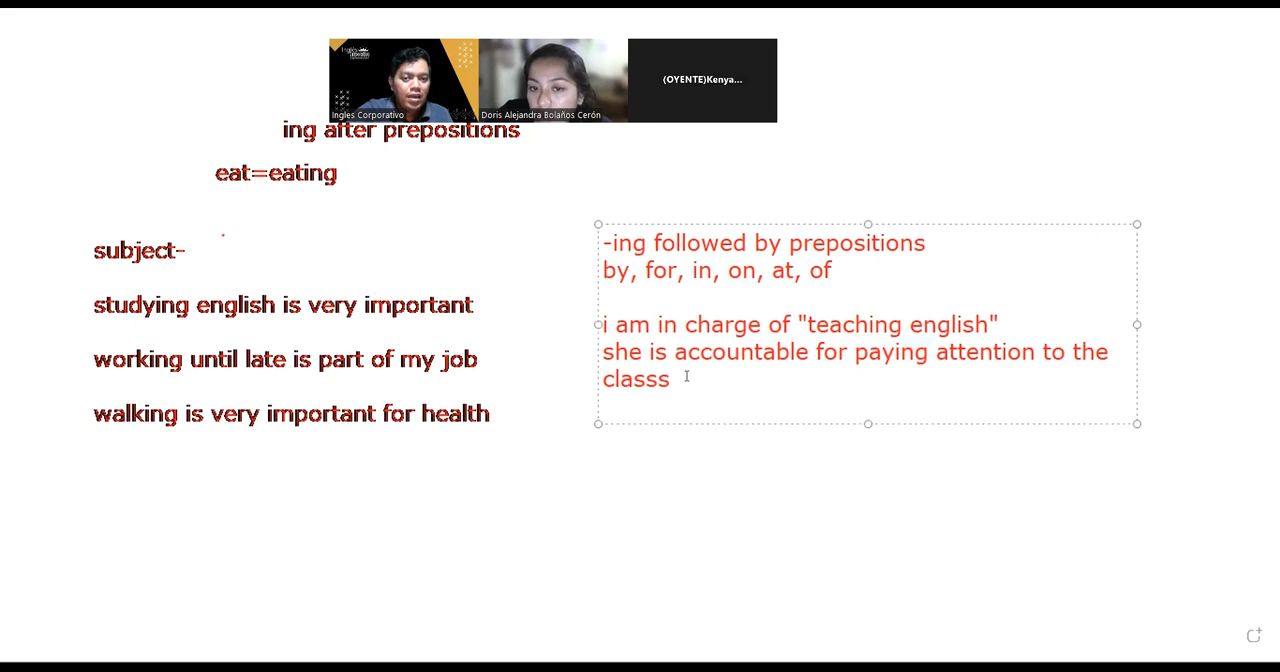 Ingles Corporativo
Doris Alejandra Bolaños Cerón
(OYENTE)Kenya...
ing after prepositions
eat=eating
subject-
studying english is very important
working until late is part of my job
walking is very important for health
-ing followed by prepositions
by, for, in, on, at, of
i am in charge of "teaching english"
she is accountable for paying attention to the
classs